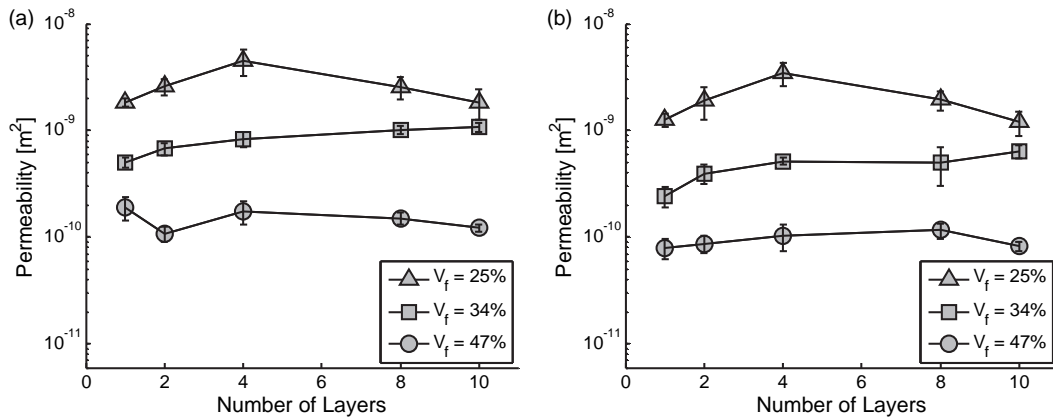 (a)
Permeability [m²]
10⁻⁸
10⁻⁹
10⁻¹⁰
10⁻¹¹
0 2 4 6 8 10
Number of Layers
V_f = 25%
V_f = 34%
V_f = 47%
(b)
Permeability [m²]
10⁻⁸
10⁻⁹
10⁻¹⁰
10⁻¹¹
0 2 4 6 8 10
Number of Layers
V_f = 25%
V_f = 34%
V_f = 47%